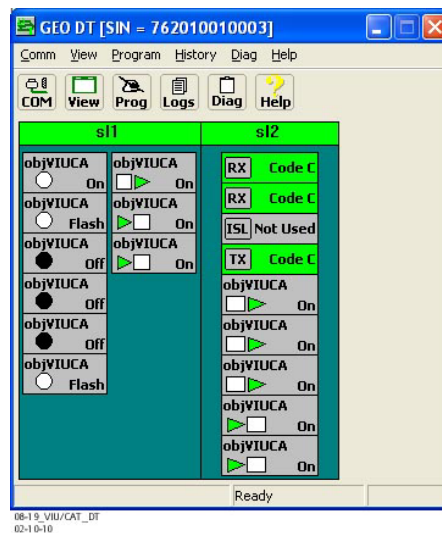 GEO DT [SIN = 762010010003]
Comm View Program History Diag Help
COM View Prog Logs Diag Help
sl1 sl2
objVIUCA
On
objVIUCA
Flash
objVIUCA
Off
objVIUCA
Off
objVIUCA
Off
objVIUCA
Flash
objVIUCA
On
objVIUCA
On
objVIUCA
On
RX Code C
RX Code C
ISL Not Used
TX Code C
objVIUCA
On
objVIUCA
On
objVIUCA
On
objVIUCA
On
objVIUCA
On
Ready
08-19_VIU/CAT_DT
02-10-10